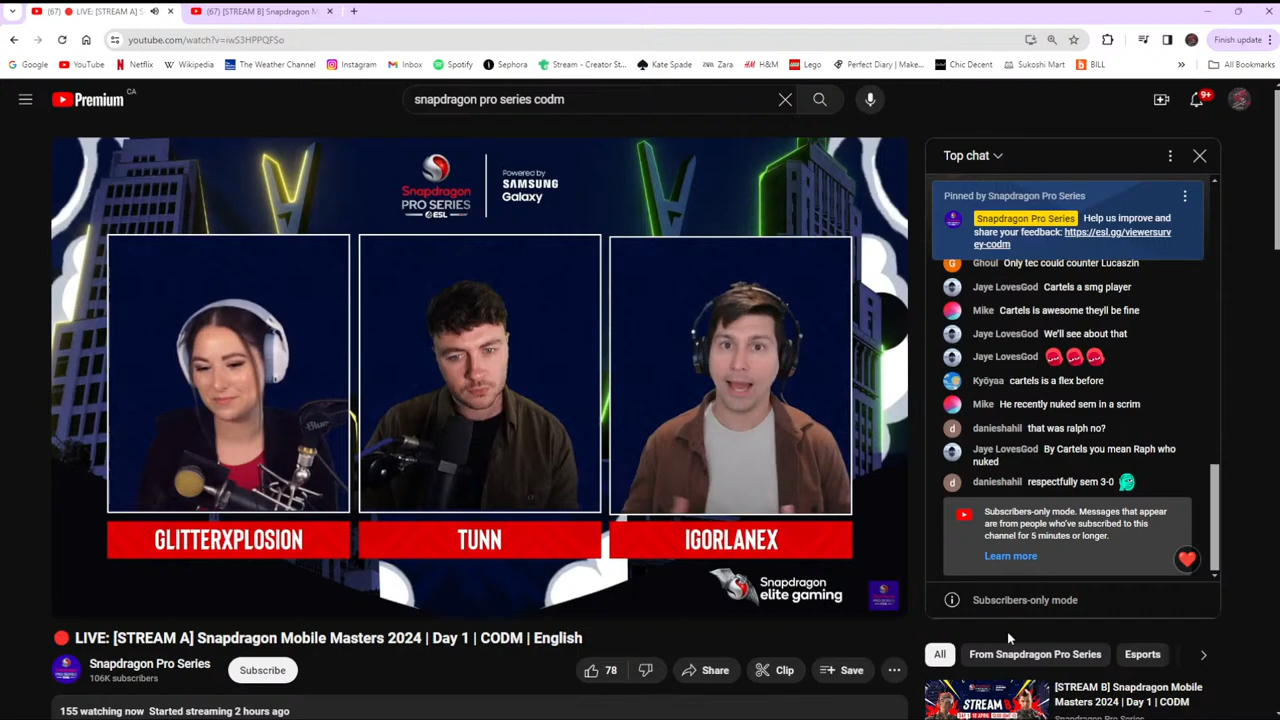 (67) 🔴 LIVE: [STREAM A] S
(67) [STREAM B] Snapdragon M
youtube.com/watch?v=iwS3HPPQFSo
Finish update
Google
YouTube
Netflix
Wikipedia
The Weather Channel
Instagram
Inbox
Spotify
Sephora
Stream - Creator St...
Kate Spade
Zara
H&M
Lego
Perfect Diary | Make...
Chic Decent
Sukoshi Mart
BILL
All Bookmarks
Premium CA
snapdragon pro series codm
9+
Snapdragon
PRO SERIES
ESL
Powered by
SAMSUNG
Galaxy
GLITTERXPLOSION
TUNN
IGORLANEX
Snapdragon
elite gaming
Top chat
Pinned by Snapdragon Pro Series
Snapdragon Pro Series Help us improve and
share your feedback: https://esl.gg/viewersurv
ey-codm
Ghoul Only tec could counter Lucaszin
Jaye LovesGod Cartels a smg player
Mike Cartels is awesome theyll be fine
Jaye LovesGod We'll see about that
Jaye LovesGod
Kyōyaa cartels is a flex before
Mike He recently nuked sem in a scrim
danieshahil that was ralph no?
Jaye LovesGod By Cartels you mean Raph who
nuked
danieshahil respectfully sem 3-0
Subscribers-only mode. Messages that appear
are from people who've subscribed to this
channel for 5 minutes or longer.
Learn more
Subscribers-only mode
🔴 LIVE: [STREAM A] Snapdragon Mobile Masters 2024 | Day 1 | CODM | English
Snapdragon Pro Series
106K subscribers
Subscribe
78
Share
Clip
Save
155 watching now Started streaming 2 hours ago
All
From Snapdragon Pro Series
Esports
[STREAM B] Snapdragon Mobile
Masters 2024 | Day 1 | CODM
Snapdragon Pro Series